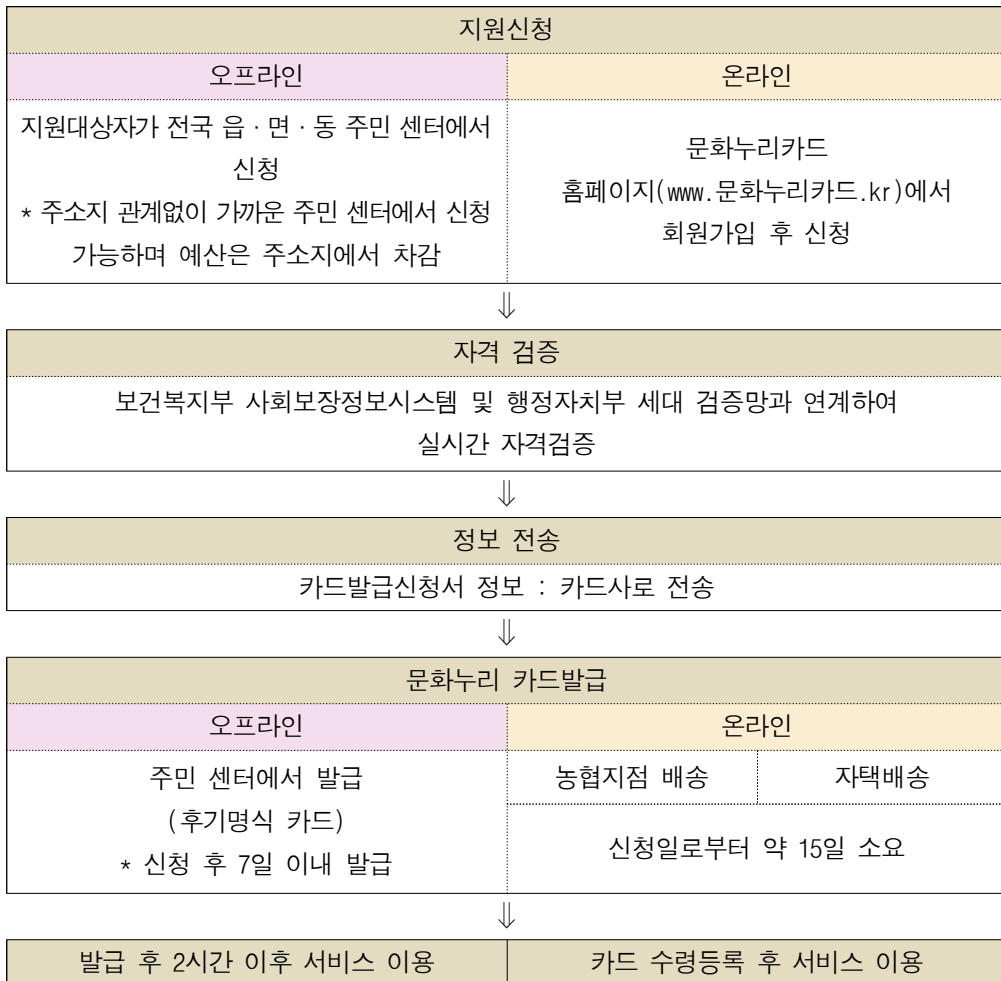 지원신청
오프라인
온라인
지원대상자가 전국 읍 · 면 · 동 주민 센터에서
신청
* 주소지 관계없이 가까운 주민 센터에서 신청
가능하며 예산은 주소지에서 차감
문화누리카드
홈페이지(www.문화누리카드.kr)에서
회원가입 후 신청
⇓
자격 검증
보건복지부 사회보장정보시스템 및 행정자치부 세대 검증망과 연계하여
실시간 자격검증
⇓
정보 전송
카드발급신청서 정보 : 카드사로 전송
⇓
문화누리 카드발급
오프라인
온라인
주민 센터에서 발급
(후기명식 카드)
* 신청 후 7일 이내 발급
농협지점 배송
자택배송
신청일로부터 약 15일 소요
⇓
발급 후 2시간 이후 서비스 이용
카드 수령등록 후 서비스 이용